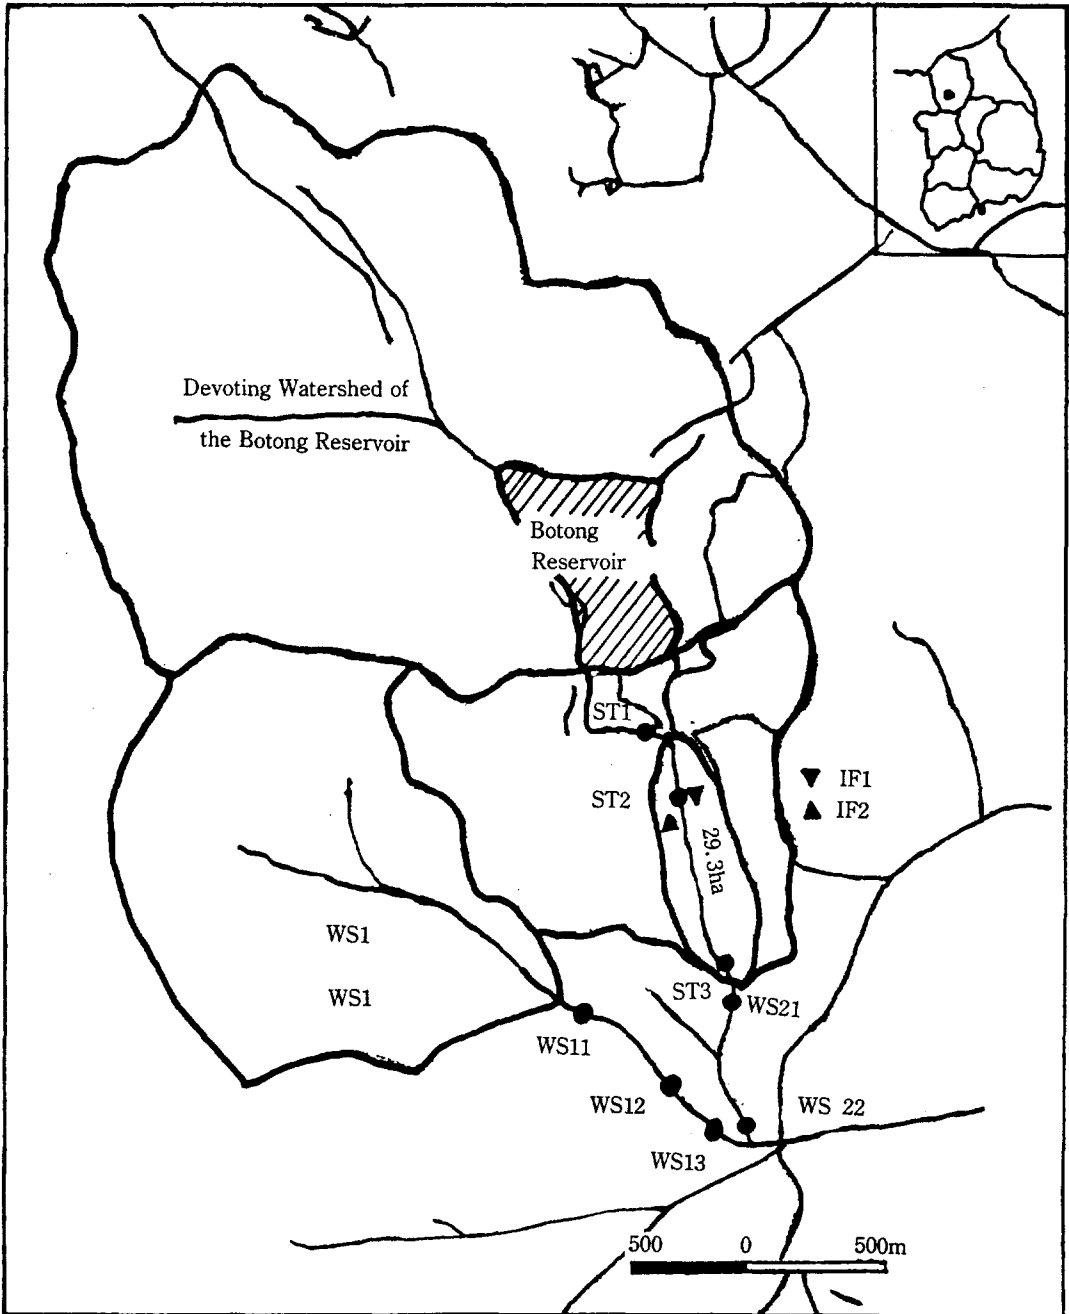 Devoting Watershed of
the Botong Reservoir
Botong
Reservoir
ST1
ST2
IF1
IF2
29.3ha
WS1
WS1
ST3
WS21
WS11
WS12
WS 22
WS13
500 0 500m